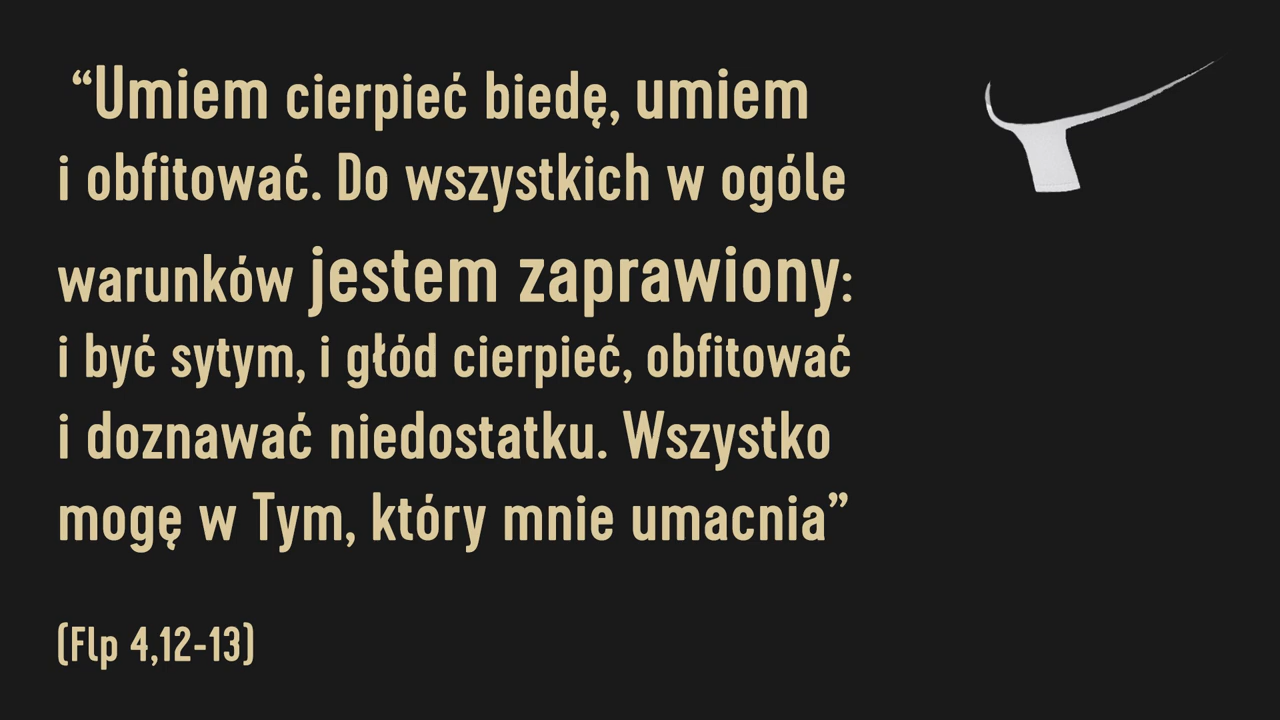 “Umiem cierpieć biedę, umiem
i obfitować. Do wszystkich w ogóle
warunków jestem zaprawiony:
i być sytym, i głód cierpieć, obfitować
i doznawać niedostatku. Wszystko
mogę w Tym, który mnie umacnia”
(Flp 4,12-13)